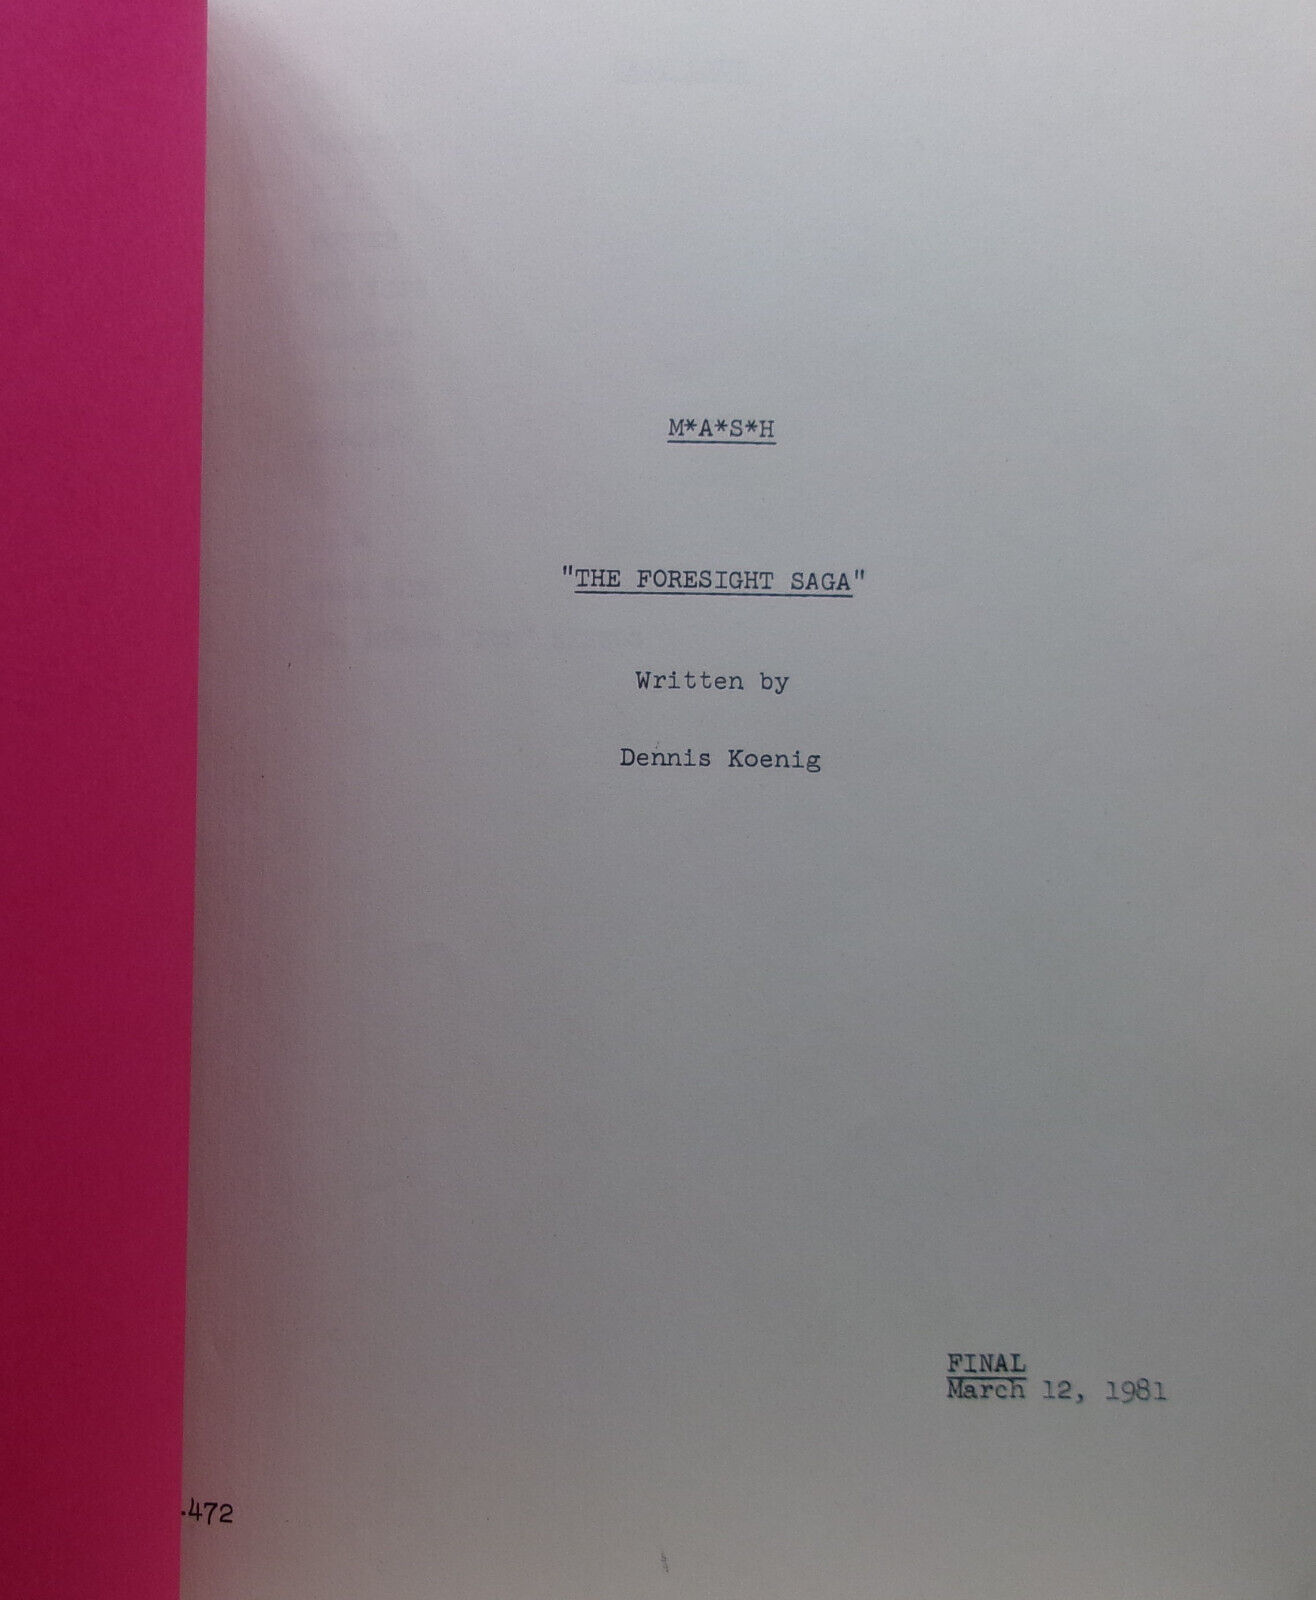 M*A*S*H
"THE FORESIGHT SAGA"
Written by
Dennis Koenig
FINAL
March 12, 1981
.472